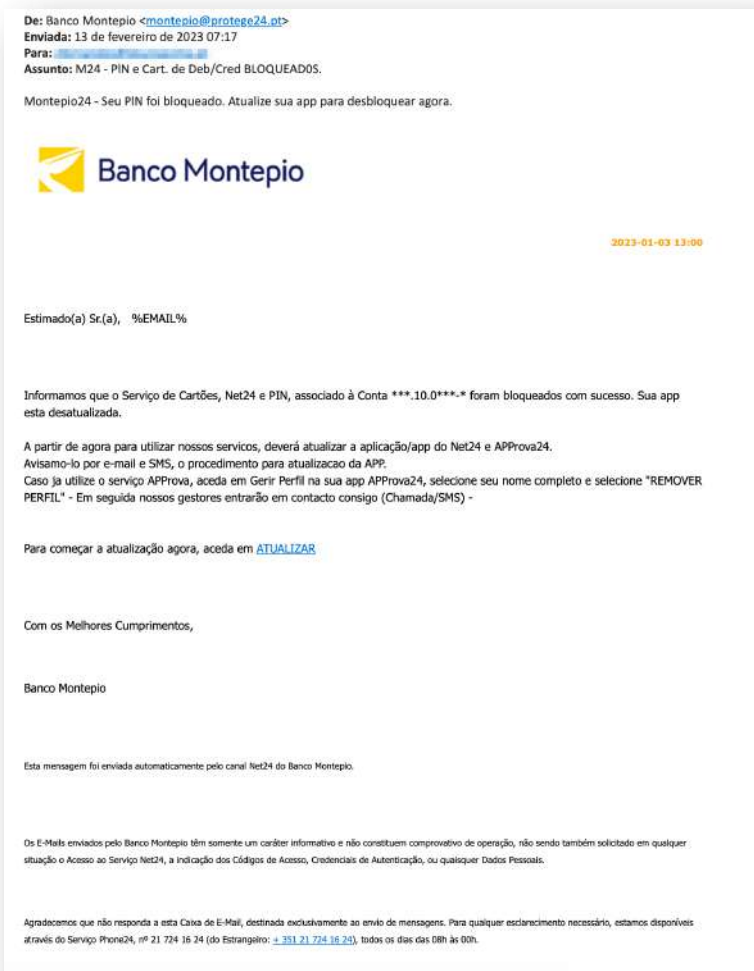 De: Banco Montepio <montepio@protege24.pt>
Enviada: 13 de fevereiro de 2023 07:17
Para:
Assunto: M24 - PIN e Cart. de Deb/Cred BLOQUEAD0S.
Montepio24 - Seu PIN foi bloqueado. Atualize sua app para desbloquear agora.
Banco Montepio
2023-01-03 13:00
Estimado(a) Sr.(a), %EMAIL%
Informamos que o Serviço de Cartões, Net24 e PIN, associado à Conta ***.10.0***-* foram bloqueados com sucesso. Sua app
esta desatualizada.
A partir de agora para utilizar nossos servicos, deverá atualizar a aplicação/app do Net24 e APProva24.
Avisamo-lo por e-mail e SMS, o procedimento para atualizacao da APP.
Caso ja utilize o serviço APProva, aceda em Gerir Perfil na sua app APProva24, selecione seu nome completo e selecione "REMOVER
PERFIL" - Em seguida nossos gestores entrarão em contacto consigo (Chamada/SMS) -
Para começar a atualização agora, aceda em ATUALIZAR
Com os Melhores Cumprimentos,
Banco Montepio
Esta mensagem foi enviada automaticamente pelo canal Net24 do Banco Montepio.
Os E-Mails enviados pelo Banco Montepio têm somente um caráter informativo e não constituem comprovativo de operação, não sendo também solicitado em qualquer
situação o Acesso ao Serviço Net24, a indicação dos Códigos de Acesso, Credenciais de Autenticação, ou quaisquer Dados Pessoais.
Agradecemos que não responda a esta Caixa de E-Mail, destinada exclusivamente ao envio de mensagens. Para qualquer esclarecimento necessário, estamos disponíveis
através do Serviço Phone24, nº 21 724 16 24 (do Estrangeiro: + 351 21 724 16 24), todos os dias das 08h às 00h.